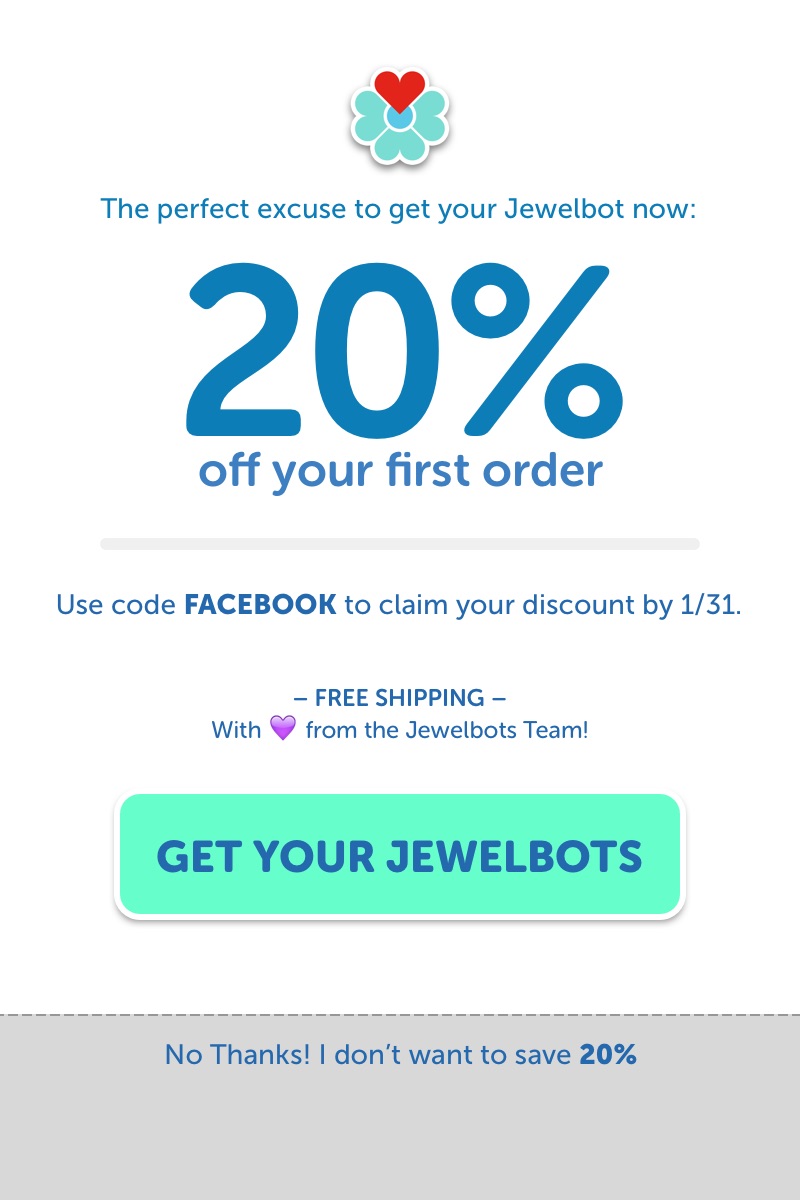 The perfect excuse to get your Jewelbot now:
20%
off your first order
Use code FACEBOOK to claim your discount by 1/31.
– FREE SHIPPING –
With 💜 from the Jewelbots Team!
GET YOUR JEWELBOTS
No Thanks! I don’t want to save 20%